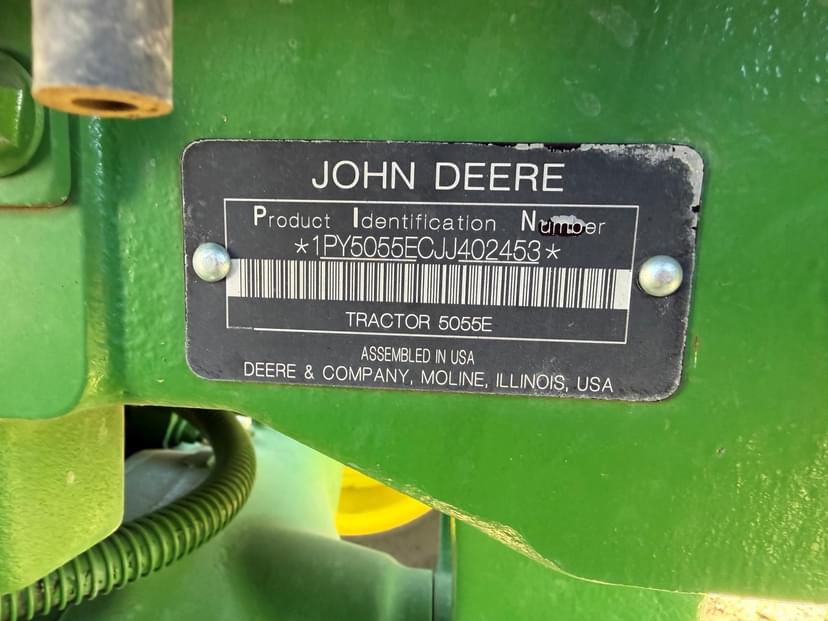 JOHN DEERE
Product Identification Number
*1PY5055ECJJ402453*
TRACTOR 5055E
ASSEMBLED IN USA
DEERE & COMPANY, MOLINE, ILLINOIS, USA